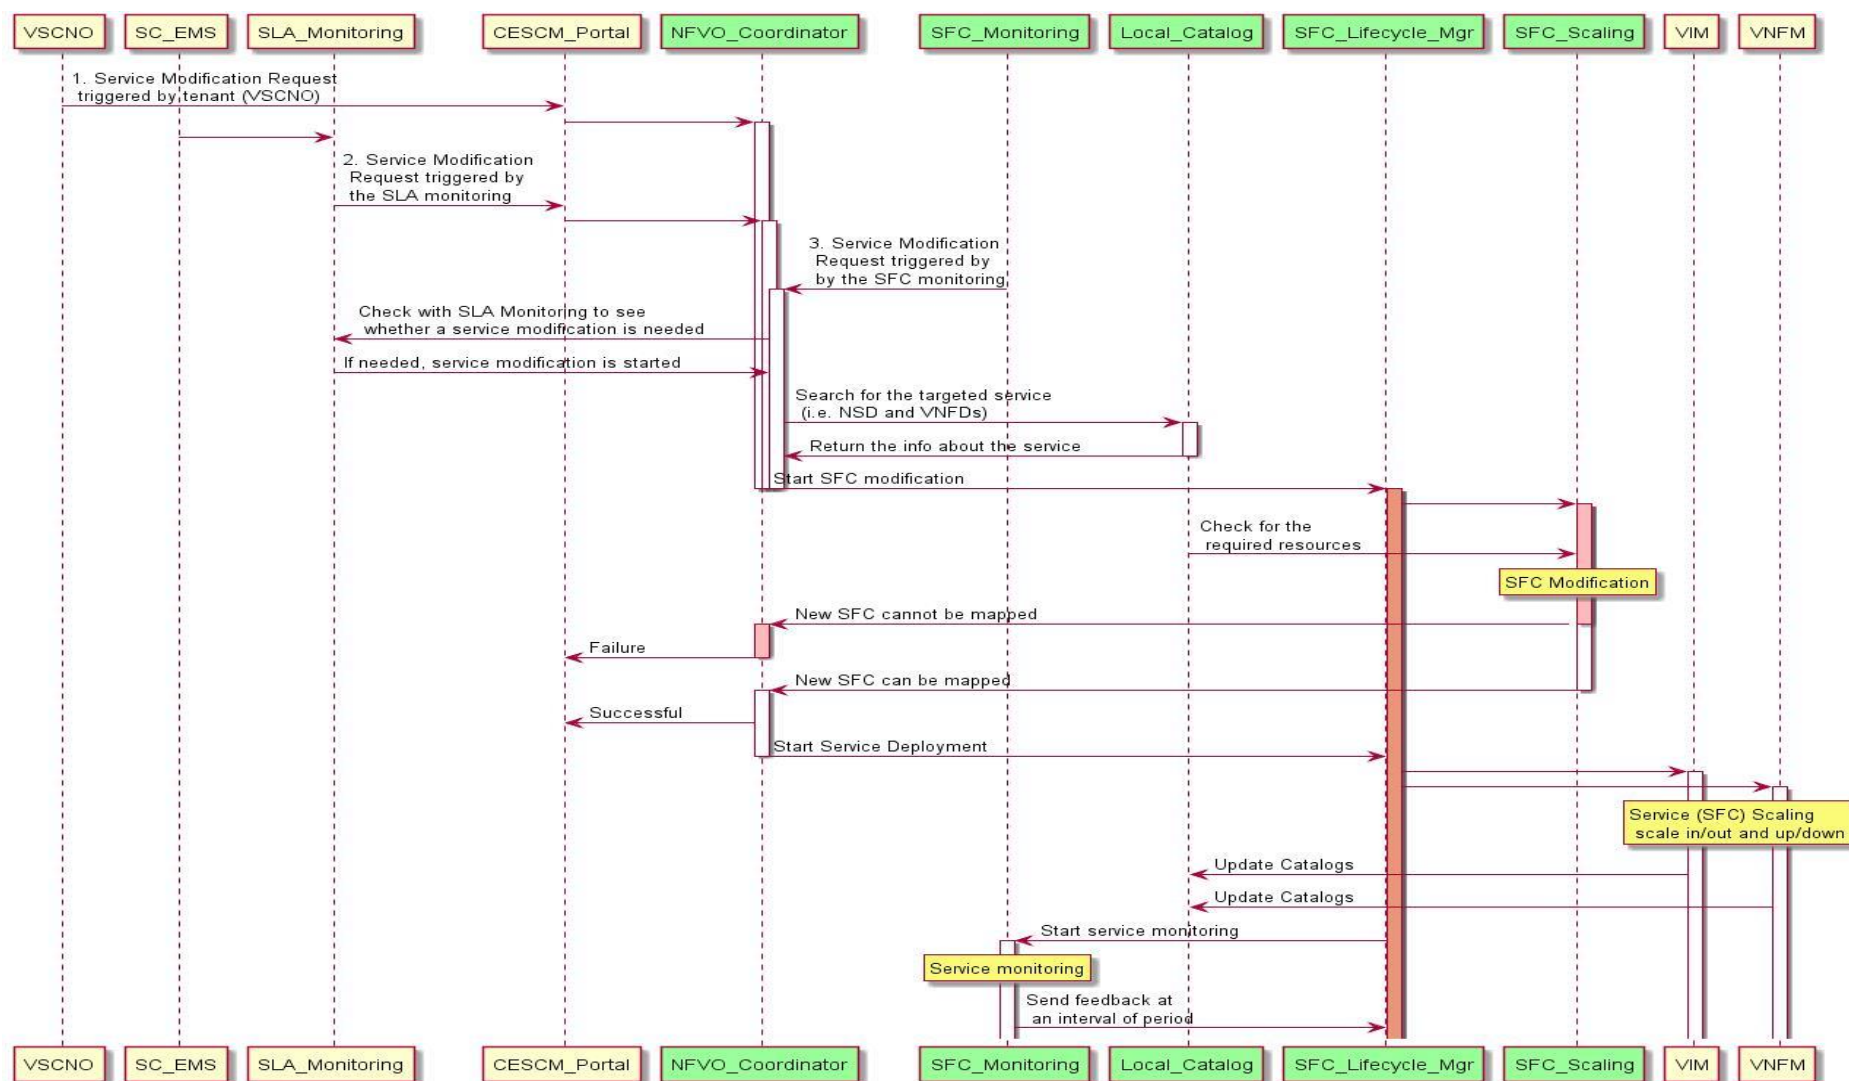 VSCNO
SC_EMS
SLA_Monitoring
CESCM_Portal
NFVO_Coordinator
SFC_Monitoring
Local_Catalog
SFC_Lifecycle_Mgr
SFC_Scaling
VIM
VNFM
1. Service Modification Request
triggered by tenant (VSCNO)
2. Service Modification
Request triggered by
the SLA monitoring
3. Service Modification
Request triggered by
by the SFC monitoring
Check with SLA Monitoring to see
whether a service modification is needed
If needed, service modification is started
Search for the targeted service
(i.e. NSD and VNFDs)
Return the info about the service
Start SFC modification
Check for the
required resources
SFC Modification
New SFC cannot be mapped
Failure
New SFC can be mapped
Successful
Start Service Deployment
Service (SFC) Scaling
scale in/out and up/down
Update Catalogs
Update Catalogs
Start service monitoring
Service monitoring
Send feedback at
an interval of period
VSCNO
SC_EMS
SLA_Monitoring
CESCM_Portal
NFVO_Coordinator
SFC_Monitoring
Local_Catalog
SFC_Lifecycle_Mgr
SFC_Scaling
VIM
VNFM